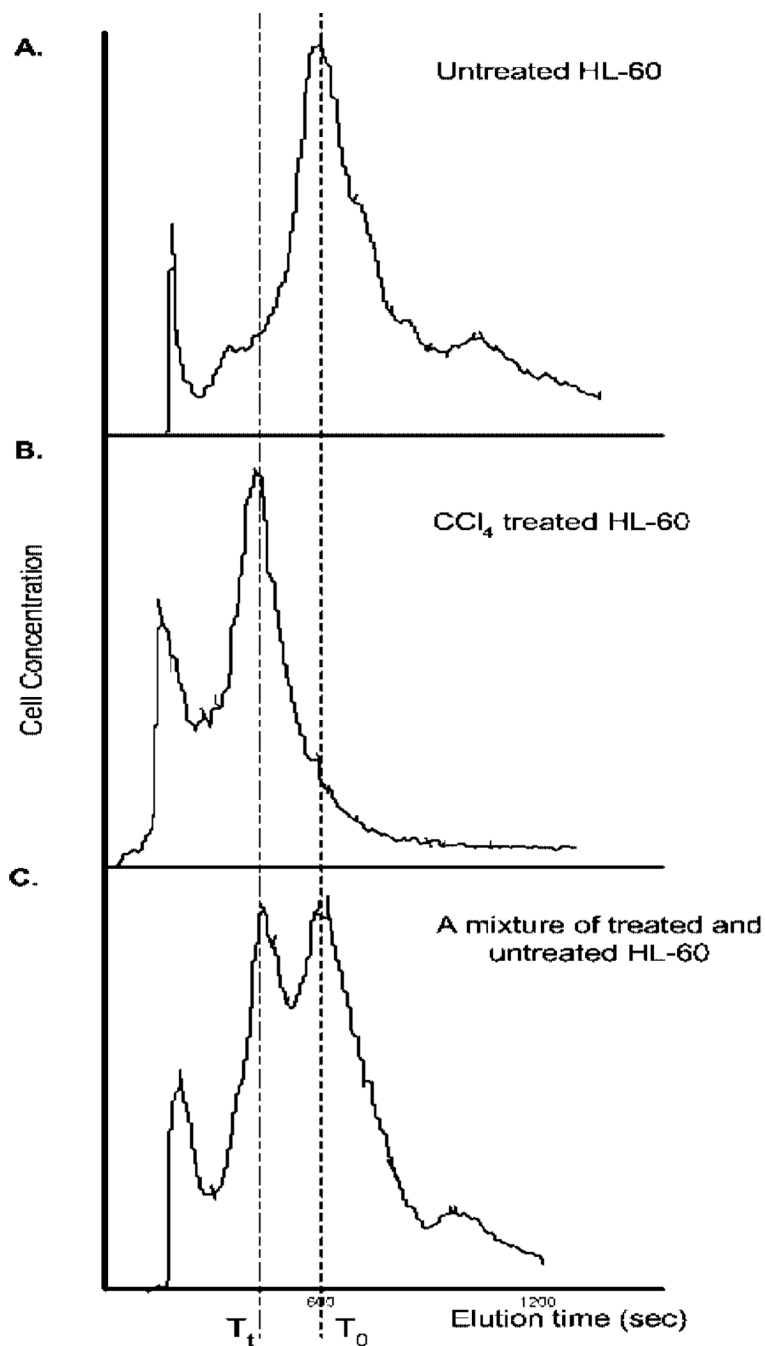 A.
Untreated HL-60
B.
CCl4 treated HL-60
Cell Concentration
C.
A mixture of treated and
untreated HL-60
600 1200
Tt T0 Elution time (sec)